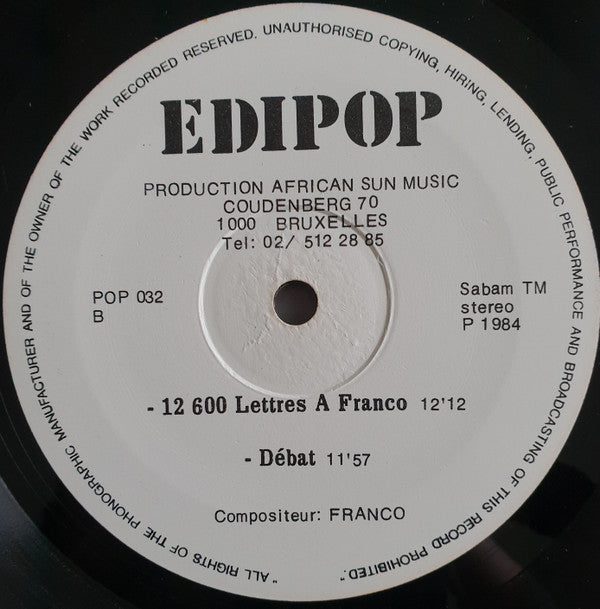 EDIPOP
PRODUCTION AFRICAN SUN MUSIC
COUDENBERG 70
1000 BRUXELLES
Tel: 02/ 512 28 85
POP 032
B
Sabam TM
stereo
P 1984
- 12 600 Lettres A Franco 12'12
- Débat 11'57
Compositeur: FRANCO
"ALL RIGHTS OF THE PHONOGRAPHIC MANUFACTURER AND OF THE OWNER OF THE WORK RECORDED RESERVED. UNAUTHORISED COPYING, HIRING, LENDING, PUBLIC PERFORMANCE AND BROADCASTING OF THIS RECORD PROHIBITED."